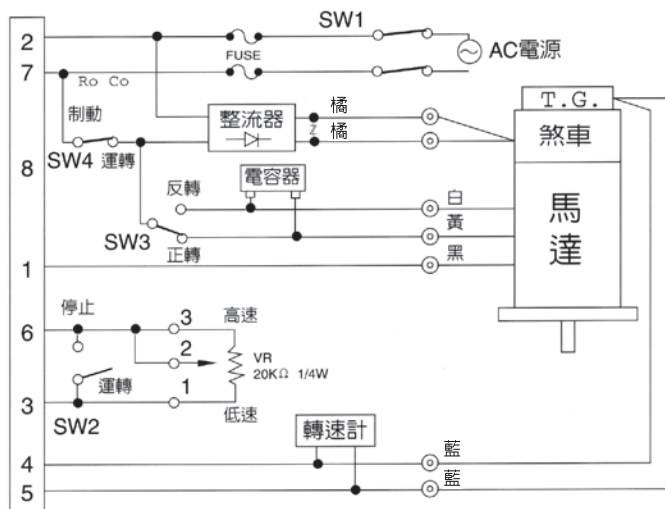 SW1
2
FUSE
AC電源
7
Ro Co
T.G.
制動
整流器
橘
煞車
Z
橘
SW4
運轉
8
電容器
反轉
白
馬達
SW3
黃
正轉
黑
1
停止
3
高速
6
2
VR
20KΩ 1/4W
運轉
1
3
低速
SW2
轉速計
藍
4
藍
5